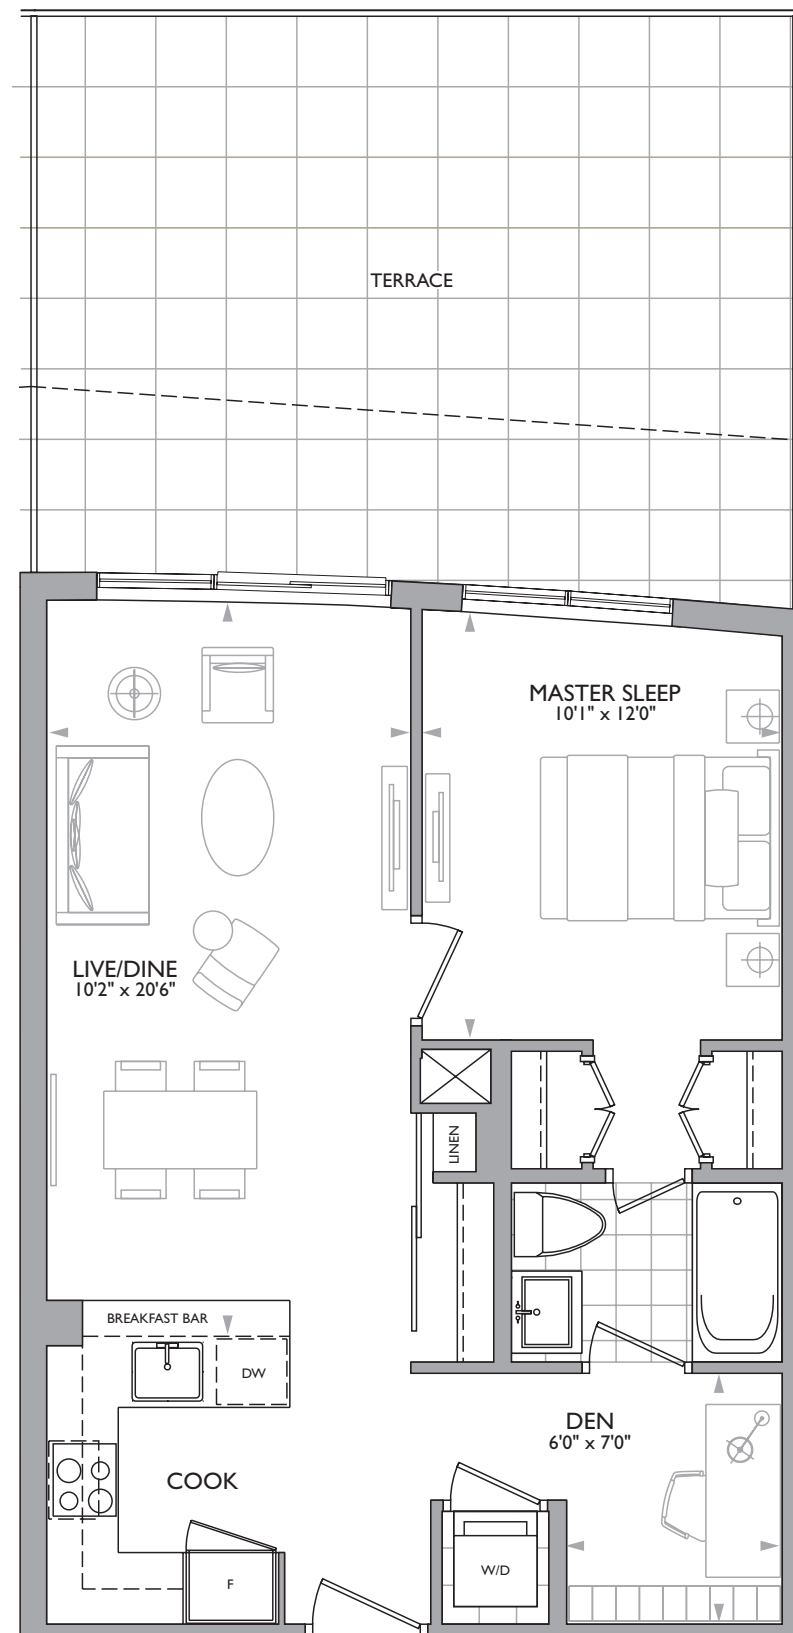 TERRACE
MASTER SLEEP
10'1" x 12'0"
LIVE/DINE
10'2" x 20'6"
LINEN
BREAKFAST BAR
DW
DEN
6'0" x 7'0"
COOK
W/D
F